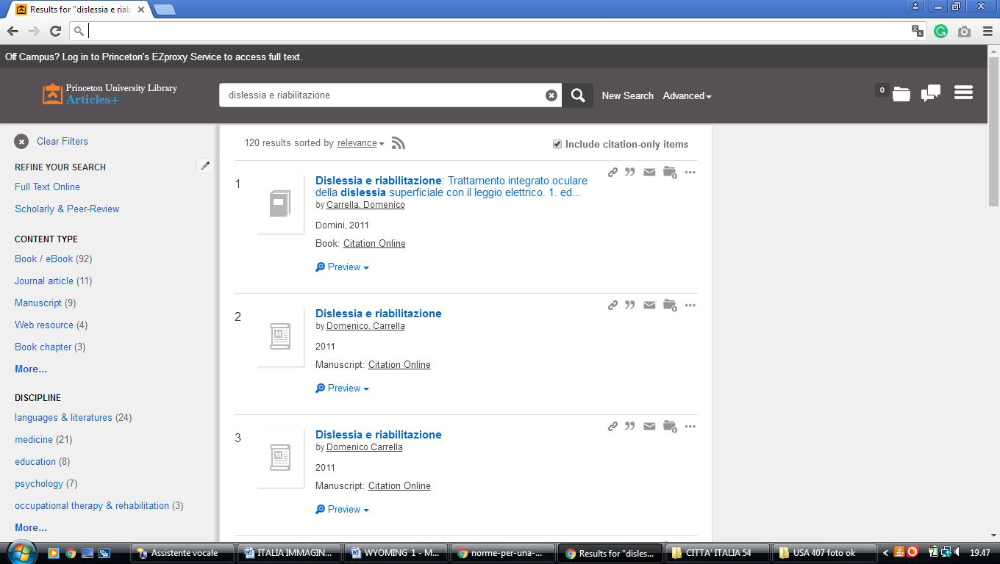 Results for "dislessia e riab
Off Campus? Log in to Princeton's EZproxy Service to access full text.
Princeton University Library
Articles+
dislessia e riabilitazione
New Search
Advanced
0
Clear Filters
REFINE YOUR SEARCH
Full Text Online
Scholarly & Peer-Review
CONTENT TYPE
Book / eBook (92)
Journal article (11)
Manuscript (9)
Web resource (4)
Book chapter (3)
More...
DISCIPLINE
languages & literatures (24)
medicine (21)
education (8)
psychology (7)
occupational therapy & rehabilitation (3)
More...
120 results sorted by relevance
Include citation-only items
1
Dislessia e riabilitazione: Trattamento integrato oculare
della dislessia superficiale con il leggio elettrico. 1. ed...
by Carrella, Domenico
Domini, 2011
Book: Citation Online
Preview
2
Dislessia e riabilitazione
by Domenico. Carrella
2011
Manuscript: Citation Online
Preview
3
Dislessia e riabilitazione
by Domenico Carrella
2011
Manuscript: Citation Online
Preview
Assistente vocale
ITALIA IMMAGIN...
WYOMING 1 - M...
norme-per-una-...
Results for "disles...
CITTA' ITALIA 54
USA 407 foto ok
19.47